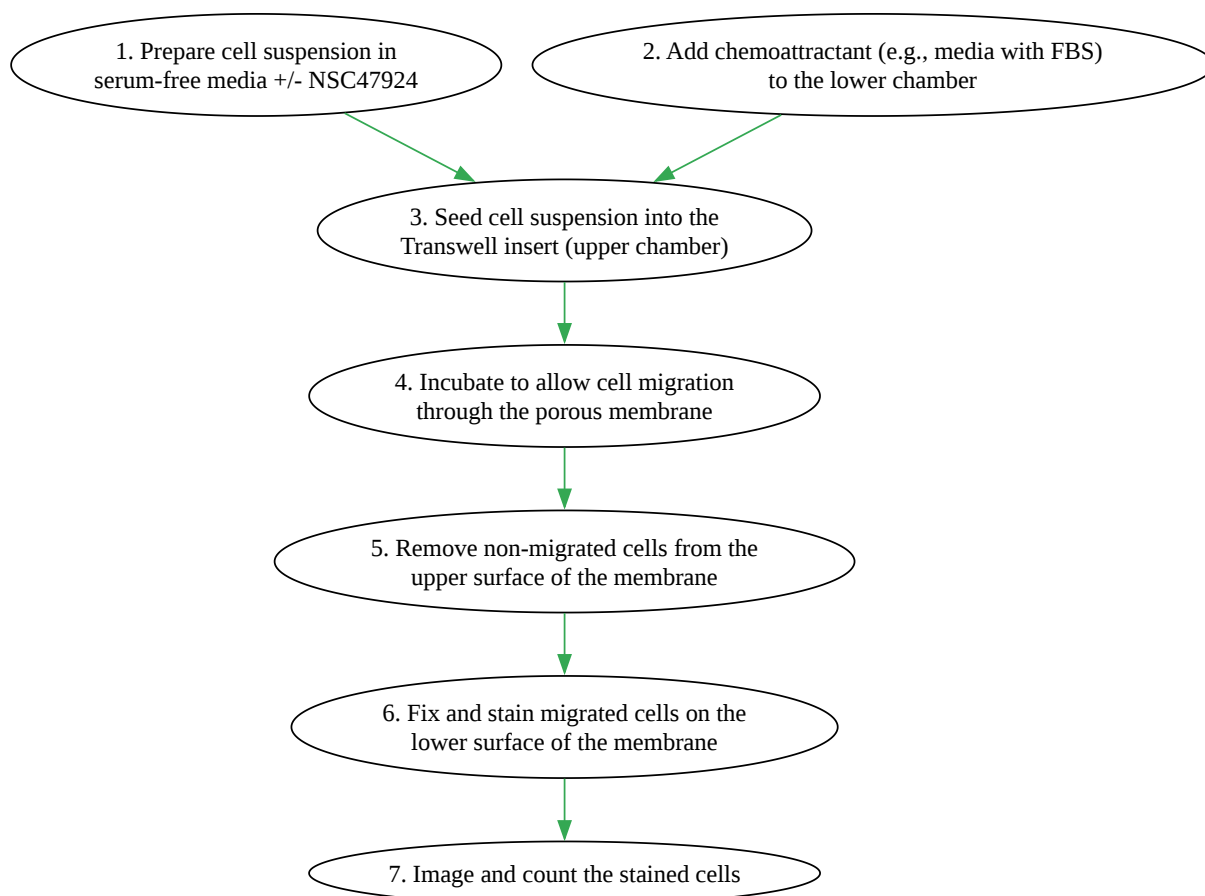 1. Prepare cell suspension in
serum-free media +/- NSC47924
2. Add chemoattractant (e.g., media with FBS)
to the lower chamber
3. Seed cell suspension into the
Transwell insert (upper chamber)
4. Incubate to allow cell migration
through the porous membrane
5. Remove non-migrated cells from the
upper surface of the membrane
6. Fix and stain migrated cells on the
lower surface of the membrane
7. Image and count the stained cells